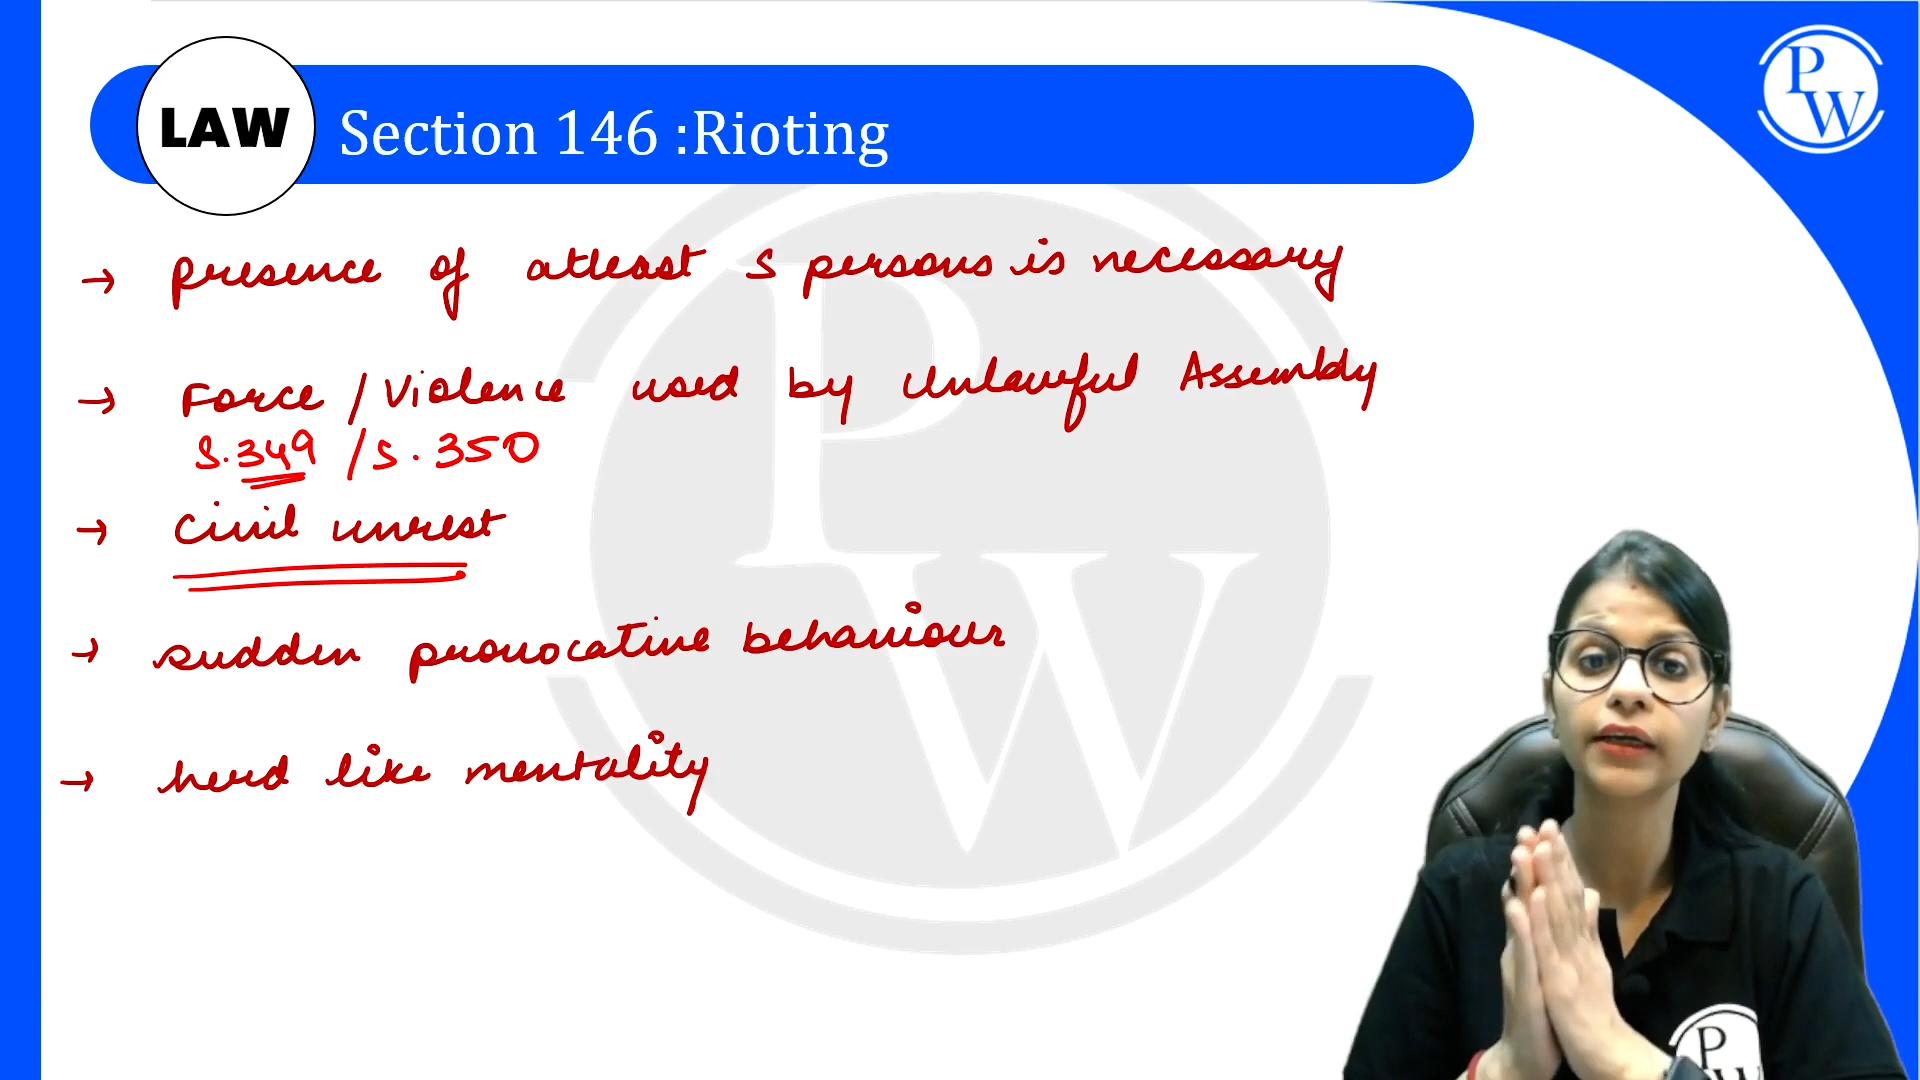 LAW
Section 146 :Rioting
P
W
→ presence of atleast 5 persons is necessary
→ Force / Violence used by Unlawful Assembly
S.349 / S.350
→ Civil unrest
→ sudden provocative behaviour
→ herd like mentality
P
W
P
W